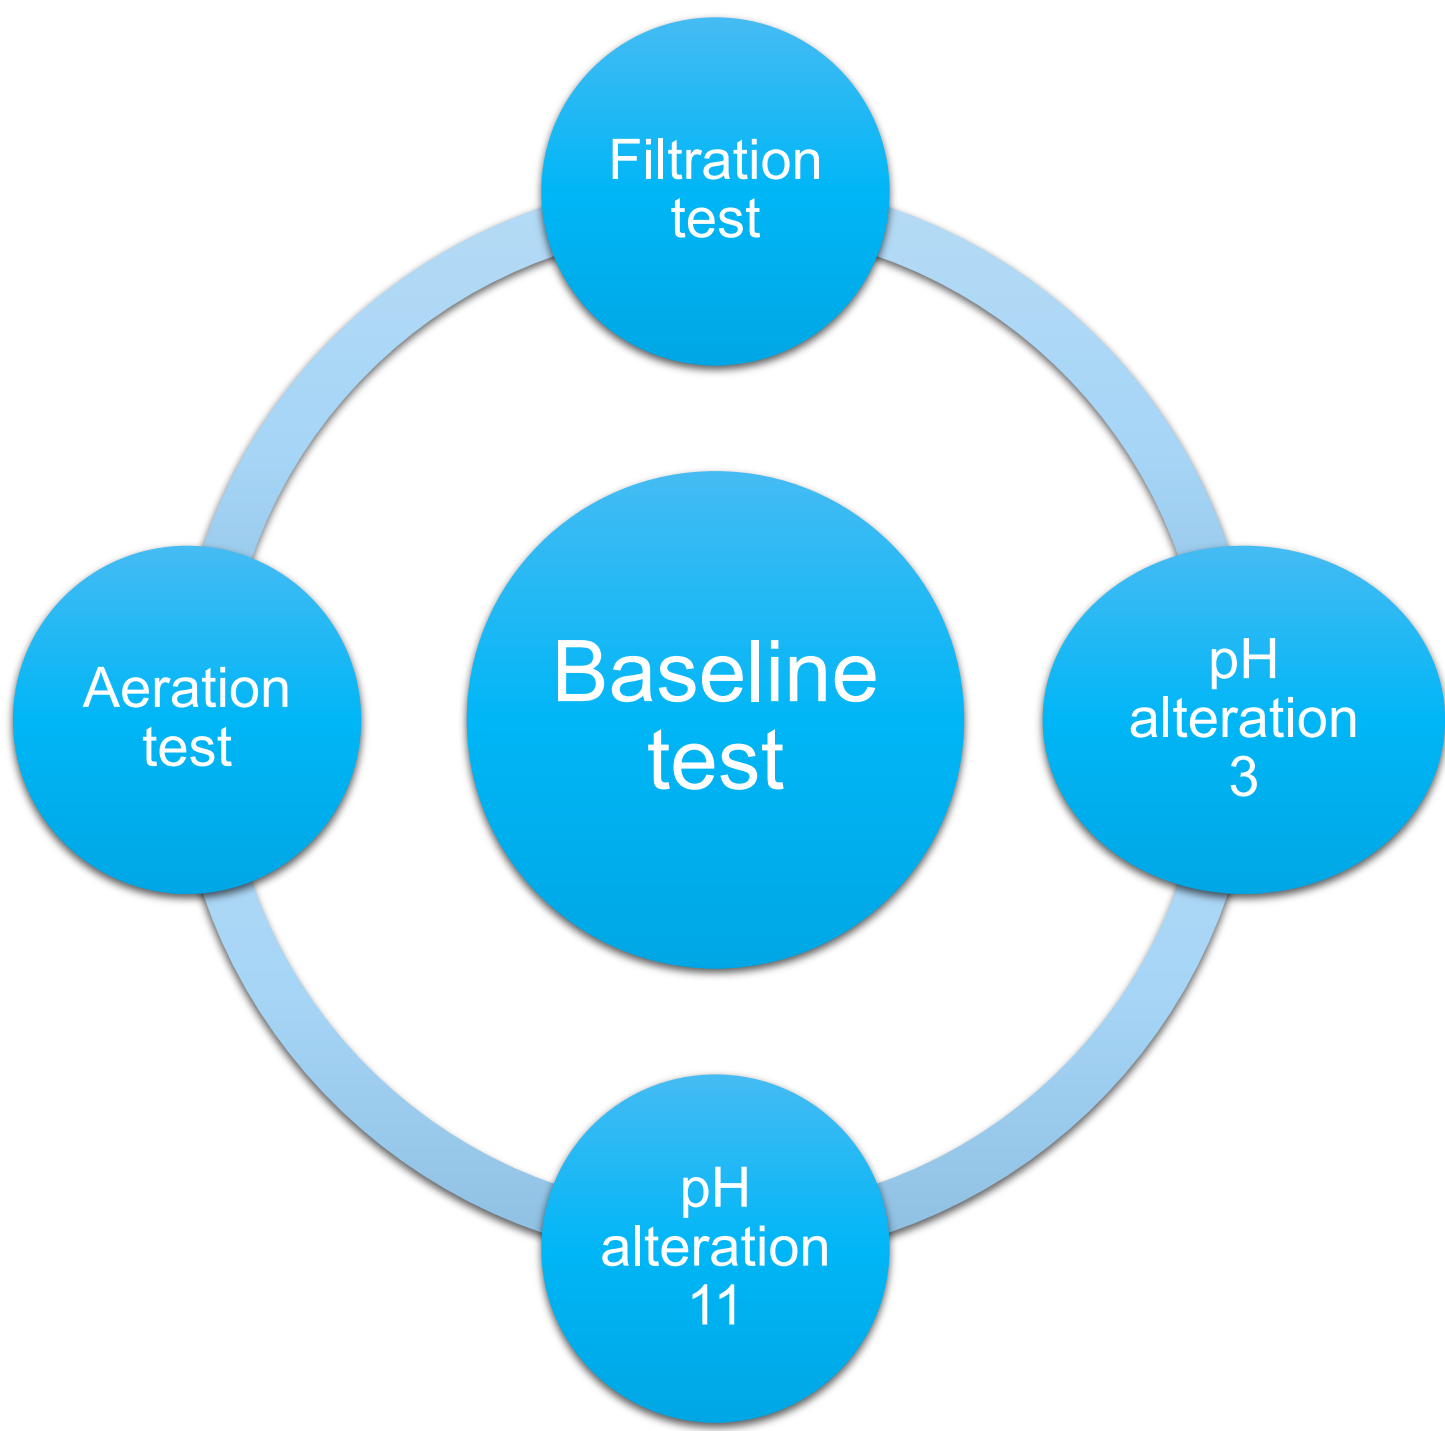 Filtration
test
Aeration
test
Baseline
test
pH
alteration
3
pH
alteration
11